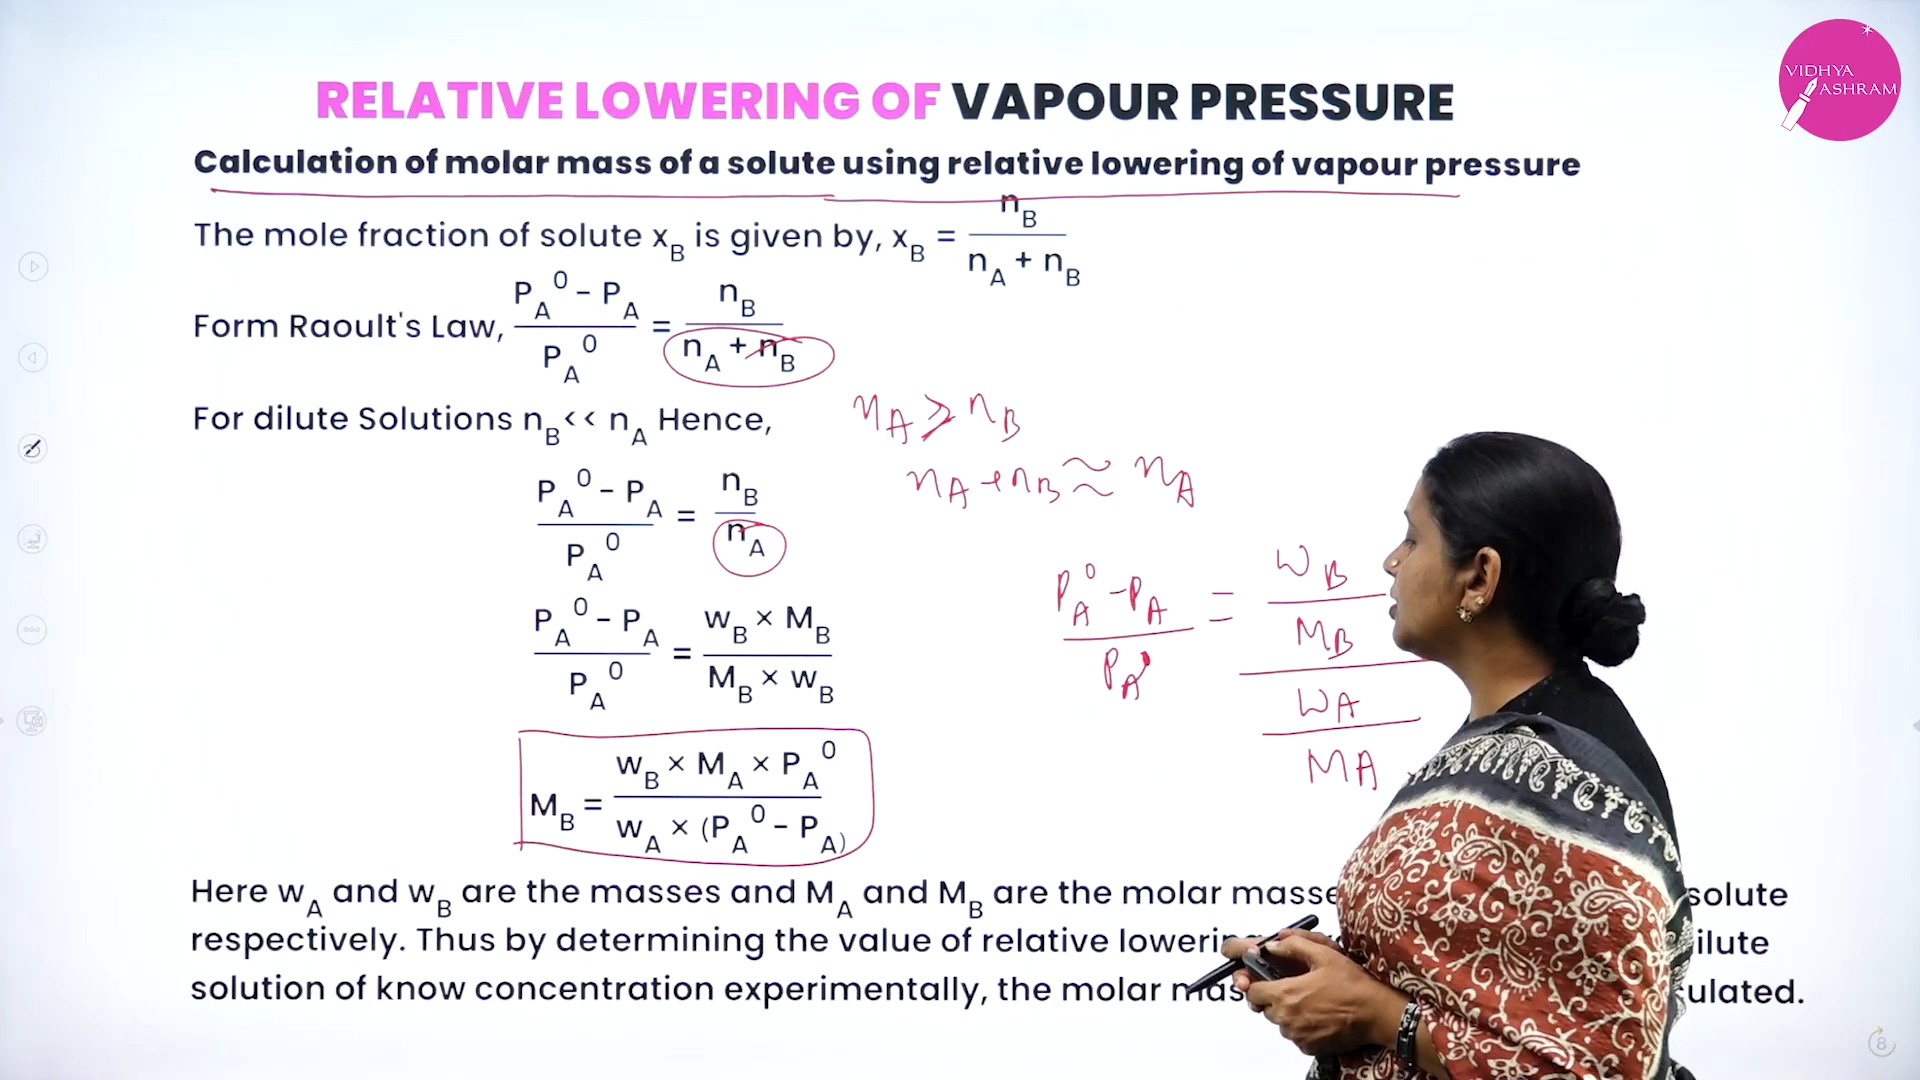 VIDHYA
ASHRAM
RELATIVE LOWERING OF VAPOUR PRESSURE
Calculation of molar mass of a solute using relative lowering of vapour pressure
The mole fraction of solute x_B is given by, x_B = n_B / (n_A + n_B)
Form Raoult's Law, (P_A^0 - P_A) / P_A^0 = n_B / (n_A + n_B)
For dilute Solutions n_B << n_A Hence,
n_A > n_B
n_A + n_B ≈ n_A
(P_A^0 - P_A) / P_A^0 = n_B / n_A
(P_A^0 - P_A) / P_A^0 = (w_B × M_B) / (M_B × w_B)
(P_A^0 - P_A) / P_A^0 = (W_B / M_B) / (W_A / M_A)
M_B = (w_B × M_A × P_A^0) / (w_A × (P_A^0 - P_A))
Here w_A and w_B are the masses and M_A and M_B are the molar solute
respectively. Thus by determining the value of relative ilute
solution of know concentration experimentally, the molar ulated.
8